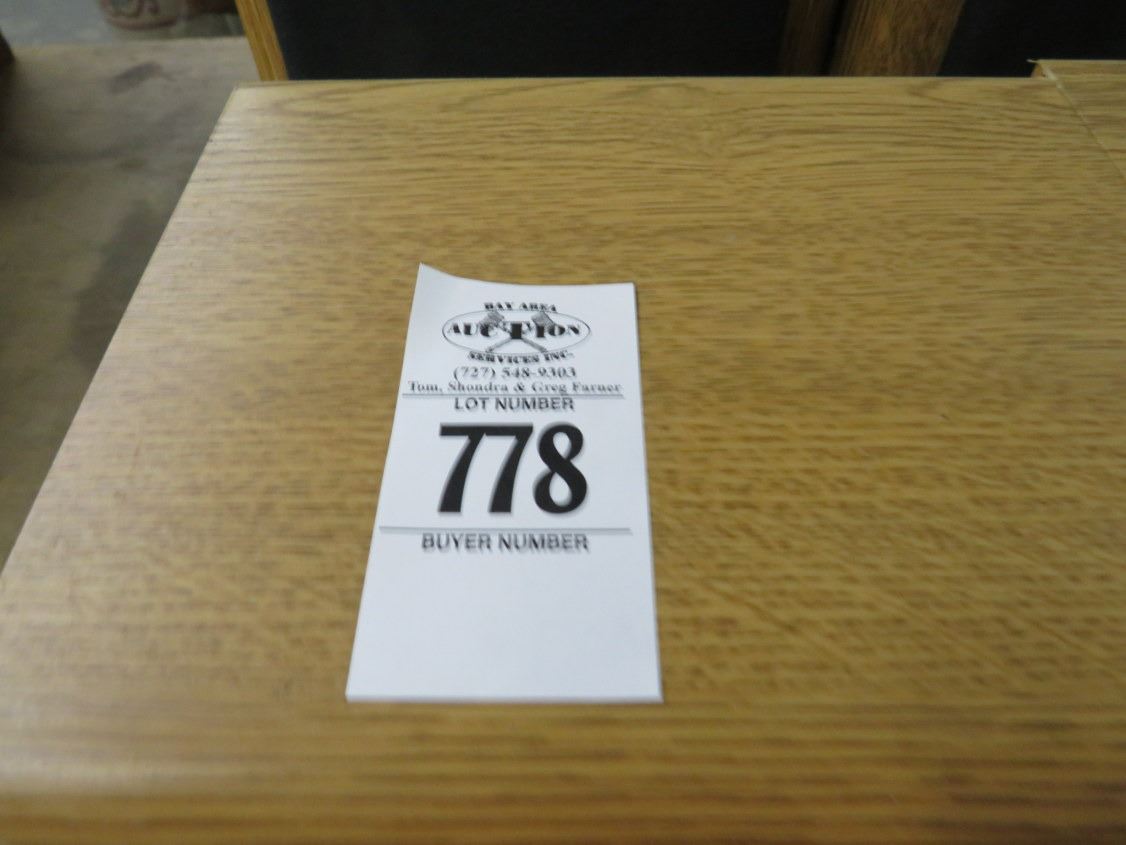 BAY AREA
AUCTION
SERVICES INC.
(727) 548-9303
Tom, Shondra & Greg Farner
LOT NUMBER
778
BUYER NUMBER